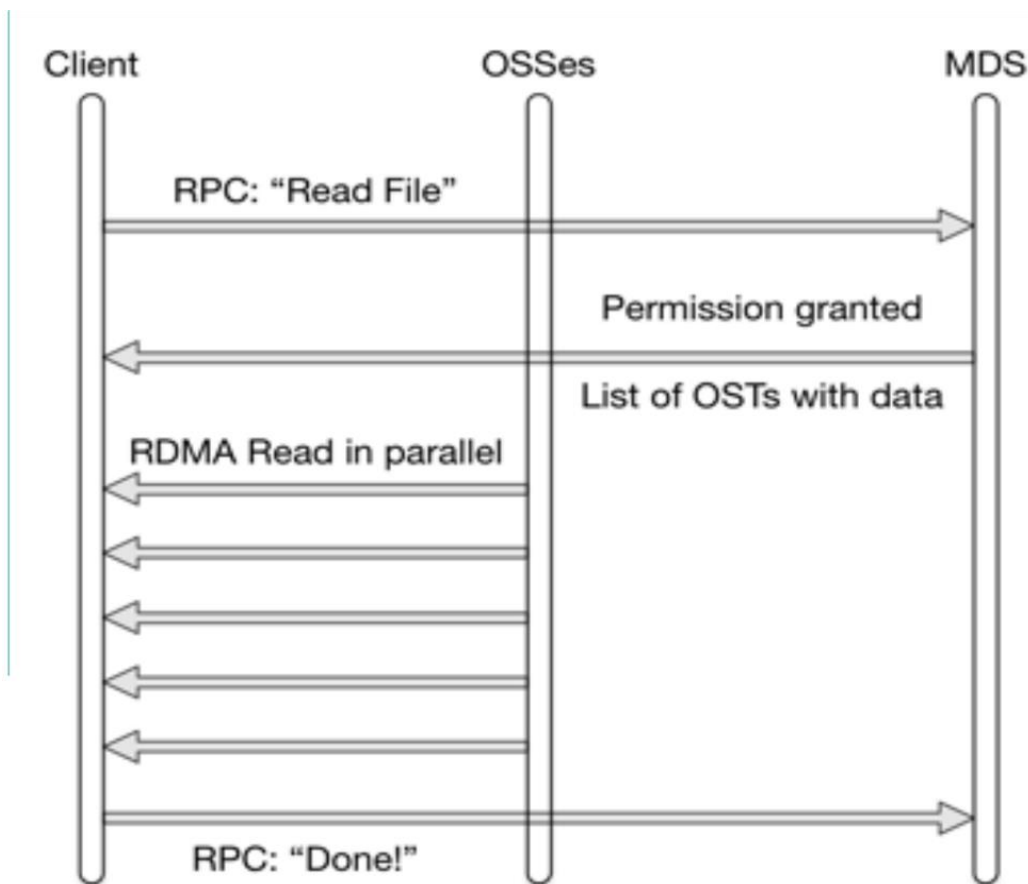 Client
OSSes
MDS
RPC: “Read File”
Permission granted
List of OSTs with data
RDMA Read in parallel
RPC: “Done!”